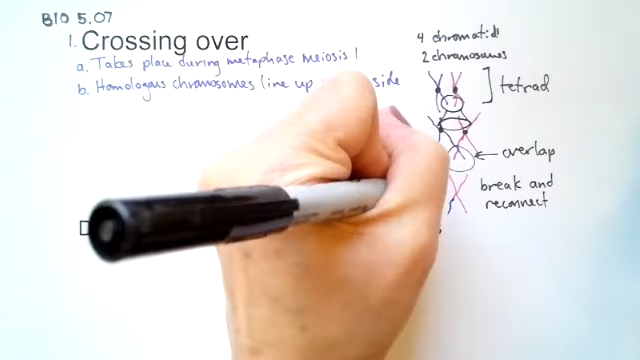 BIO 5.07
1. Crossing over
a. Takes place during metaphase meiosis I
b. Homologous chromosomes line up side
4 chromatids
2 chromosomes
tetrad
overlap
break and
reconnect